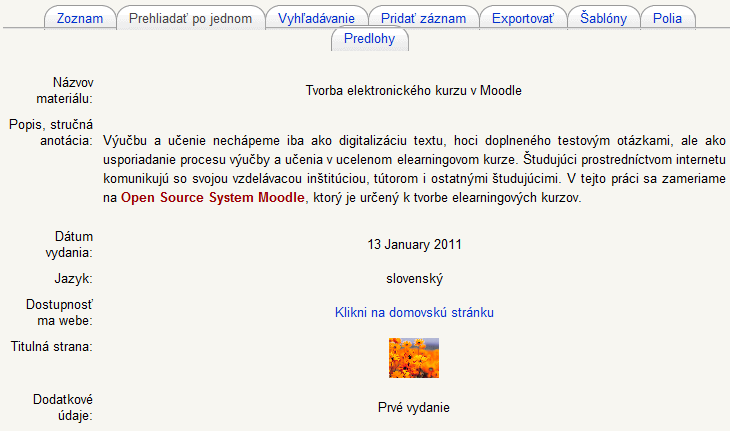 Zoznam Prehliadať po jednom Vyhľadávanie Pridať záznam Exportovať Šablóny Polia
Predlohy
Názvov
materiálu:
Tvorba elektronického kurzu v Moodle
Popis, stručná
anotácia:
Výučbu a učenie nechápeme iba ako digitalizáciu textu, hoci doplneného testovým otázkami, ale ako
usporiadanie procesu výučby a učenia v ucelenom elearningovom kurze. Študujúci prostredníctvom internetu
komunikujú so svojou vzdelávacou inštitúciou, tútorom i ostatnými študujúcimi. V tejto práci sa zameriame
na Open Source System Moodle, ktorý je určený k tvorbe elearningových kurzov.
Dátum
vydania:
13 January 2011
Jazyk: slovenský
Dostupnosť
ma webe:
Klikni na domovskú stránku
Titulná strana:
Dodatkové
údaje:
Prvé vydanie